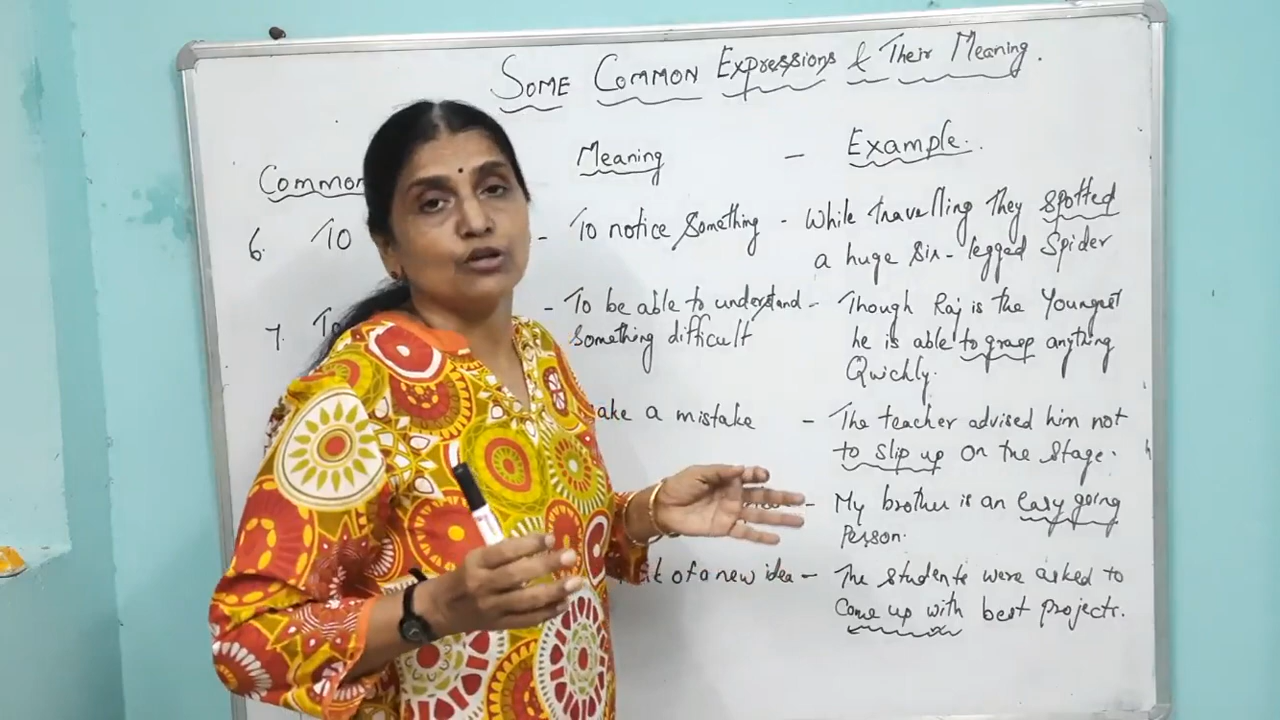 SOME COMMON Expressions & Their Meaning.
Common
Meaning - Example.
6. To - To notice something - While travelling they spotted
a huge six-legged Spider
7. To - To be able to understand - Though Raj is the Youngest
something difficult he is able to grasp anything
Quickly.
ake a mistake - The teacher advised him not
to slip up on the stage.
- My brother is an easy going
Person.
of a new idea - The students were asked to
Come up with best projects.